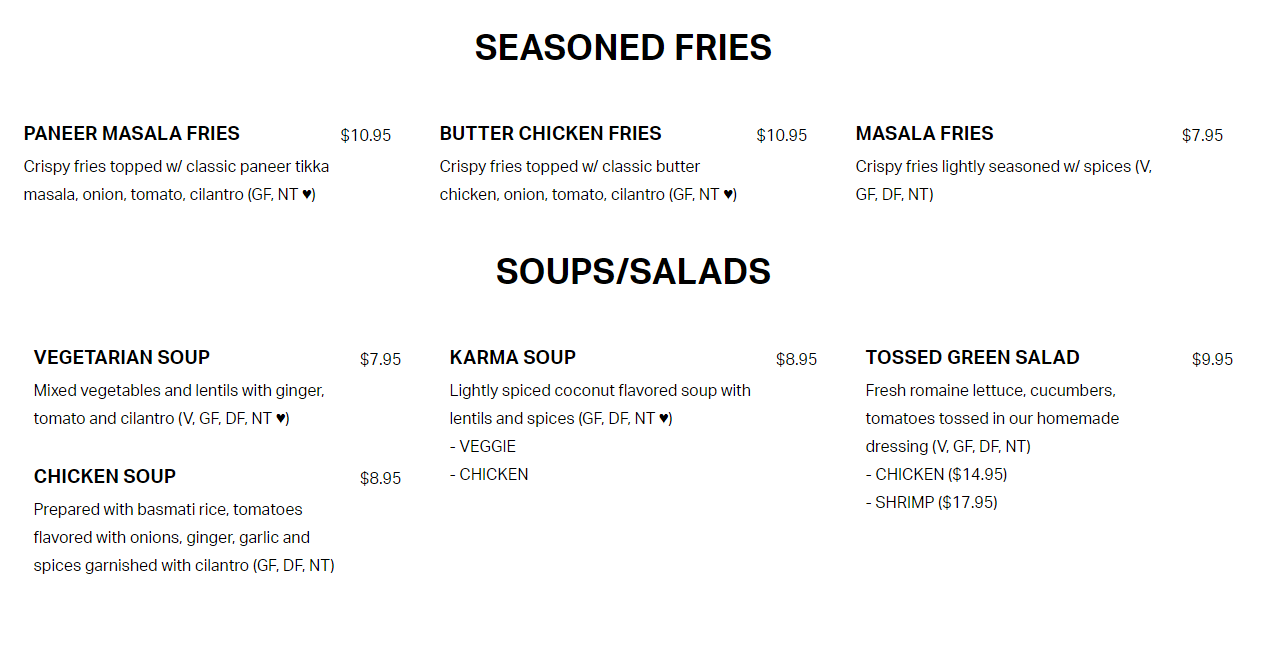 SEASONED FRIES
PANEER MASALA FRIES $10.95
Crispy fries topped w/ classic paneer tikka
masala, onion, tomato, cilantro (GF, NT ♥)
BUTTER CHICKEN FRIES $10.95
Crispy fries topped w/ classic butter
chicken, onion, tomato, cilantro (GF, NT ♥)
MASALA FRIES $7.95
Crispy fries lightly seasoned w/ spices (V,
GF, DF, NT)
SOUPS/SALADS
VEGETARIAN SOUP $7.95
Mixed vegetables and lentils with ginger,
tomato and cilantro (V, GF, DF, NT ♥)
CHICKEN SOUP $8.95
Prepared with basmati rice, tomatoes
flavored with onions, ginger, garlic and
spices garnished with cilantro (GF, DF, NT)
KARMA SOUP $8.95
Lightly spiced coconut flavored soup with
lentils and spices (GF, DF, NT ♥)
- VEGGIE
- CHICKEN
TOSSED GREEN SALAD $9.95
Fresh romaine lettuce, cucumbers,
tomatoes tossed in our homemade
dressing (V, GF, DF, NT)
- CHICKEN ($14.95)
- SHRIMP ($17.95)